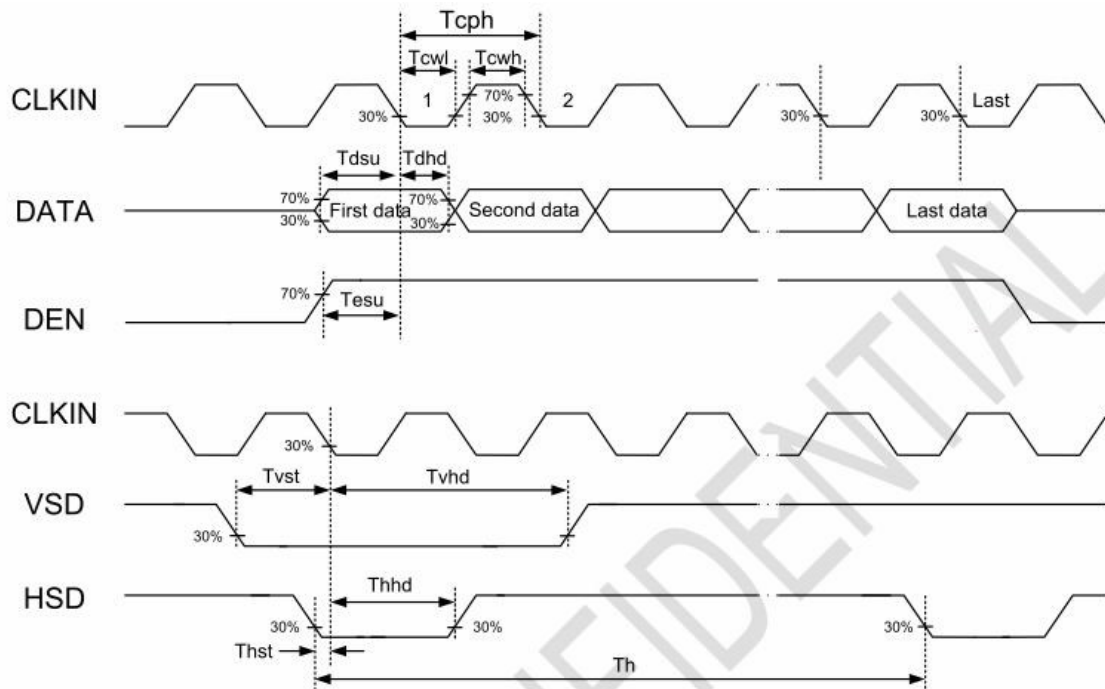 Tcph
Tcwl Tcwh
CLKIN 30% 1 70% 30% 2 30% 30% Last
Tdsu Tdhd
DATA 70% 30% First data 70% 30% Second data Last data
DEN 70% Tesu
CLKIN 30%
Tvst Tvhd
VSD 30%
HSD Thhd
30% 30% 30%
Thst
Th